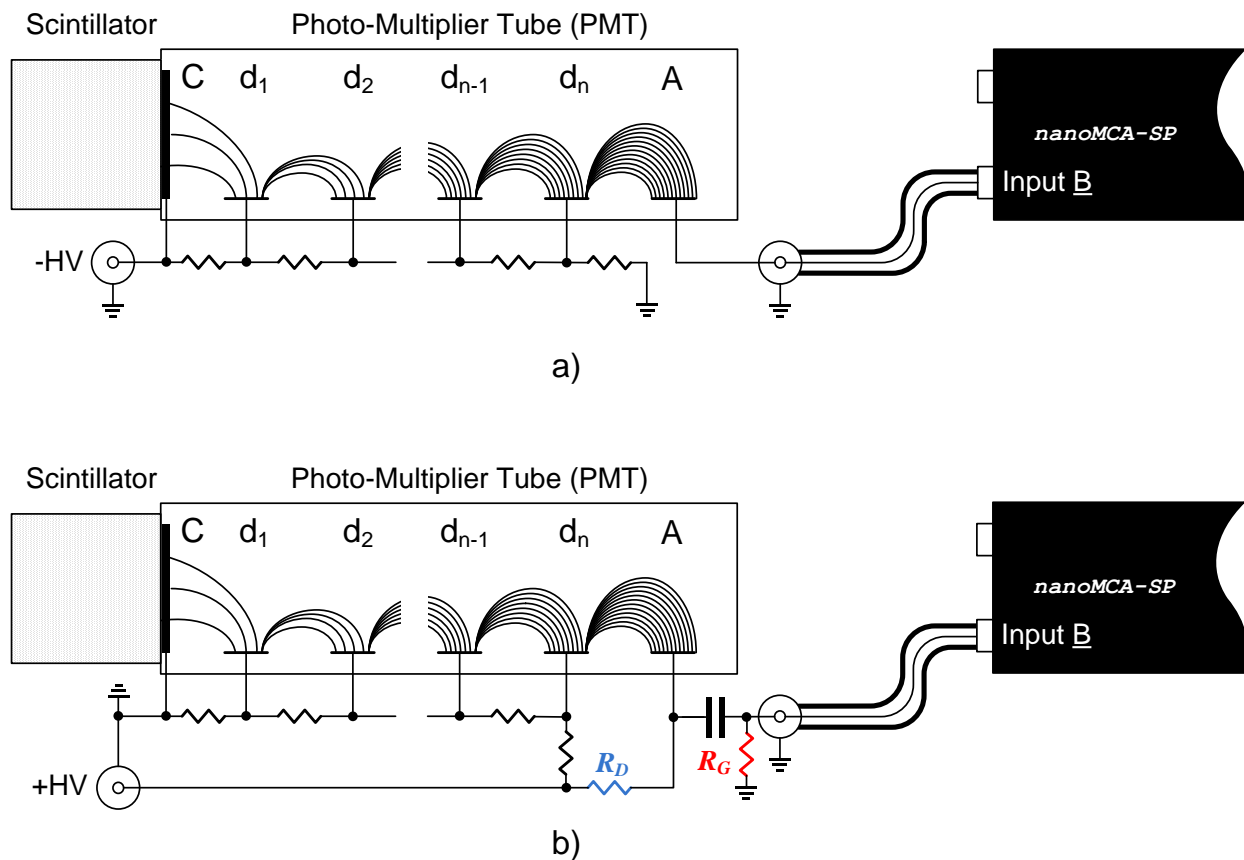 Scintillator Photo-Multiplier Tube (PMT)
C d1 d2 dn-1 dn A
nanoMCA-SP
Input B
-HV
a)
Scintillator Photo-Multiplier Tube (PMT)
C d1 d2 dn-1 dn A
nanoMCA-SP
Input B
RD RG
+HV
b)